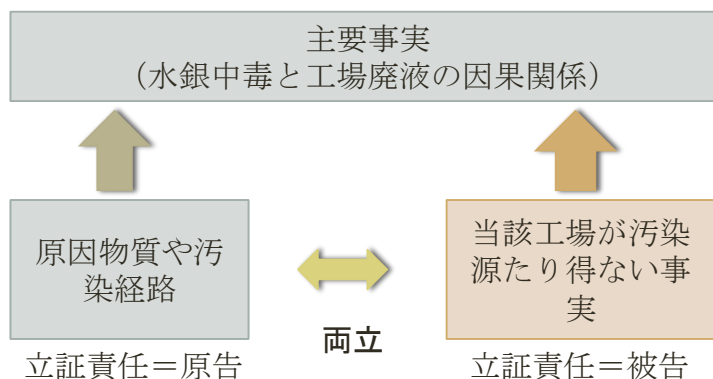 主要事実
（水銀中毒と工場廃液の因果関係）
原因物質や汚
染経路
当該工場が汚染
源たり得ない事
実
両立
立証責任＝原告
立証責任＝被告